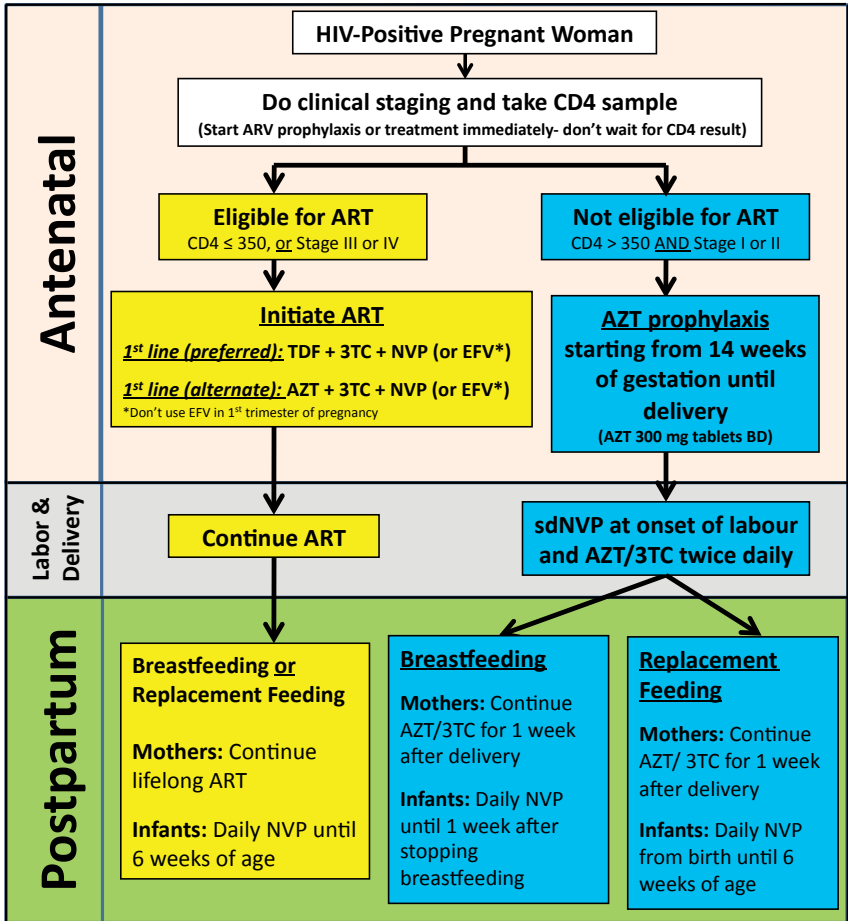 HIV-Positive Pregnant Woman
Do clinical staging and take CD4 sample
(Start ARV prophylaxis or treatment immediately- don't wait for CD4 result)
Antenatal
Eligible for ART
CD4 ≤ 350, or Stage III or IV
Not eligible for ART
CD4 > 350 AND Stage I or II
Initiate ART
1st line (preferred): TDF + 3TC + NVP (or EFV*)
1st line (alternate): AZT + 3TC + NVP (or EFV*)
*Don't use EFV in 1st trimester of pregnancy
AZT prophylaxis
starting from 14 weeks
of gestation until
delivery
(AZT 300 mg tablets BD)
Labor &
Delivery
Continue ART
sdNVP at onset of labour
and AZT/3TC twice daily
Postpartum
Breastfeeding or
Replacement Feeding
Mothers: Continue
lifelong ART
Infants: Daily NVP until
6 weeks of age
Breastfeeding
Mothers: Continue
AZT/3TC for 1 week
after delivery
Infants: Daily NVP
until 1 week after
stopping
breastfeeding
Replacement
Feeding
Mothers: Continue
AZT/ 3TC for 1 week
after delivery
Infants: Daily NVP
from birth until 6
weeks of age